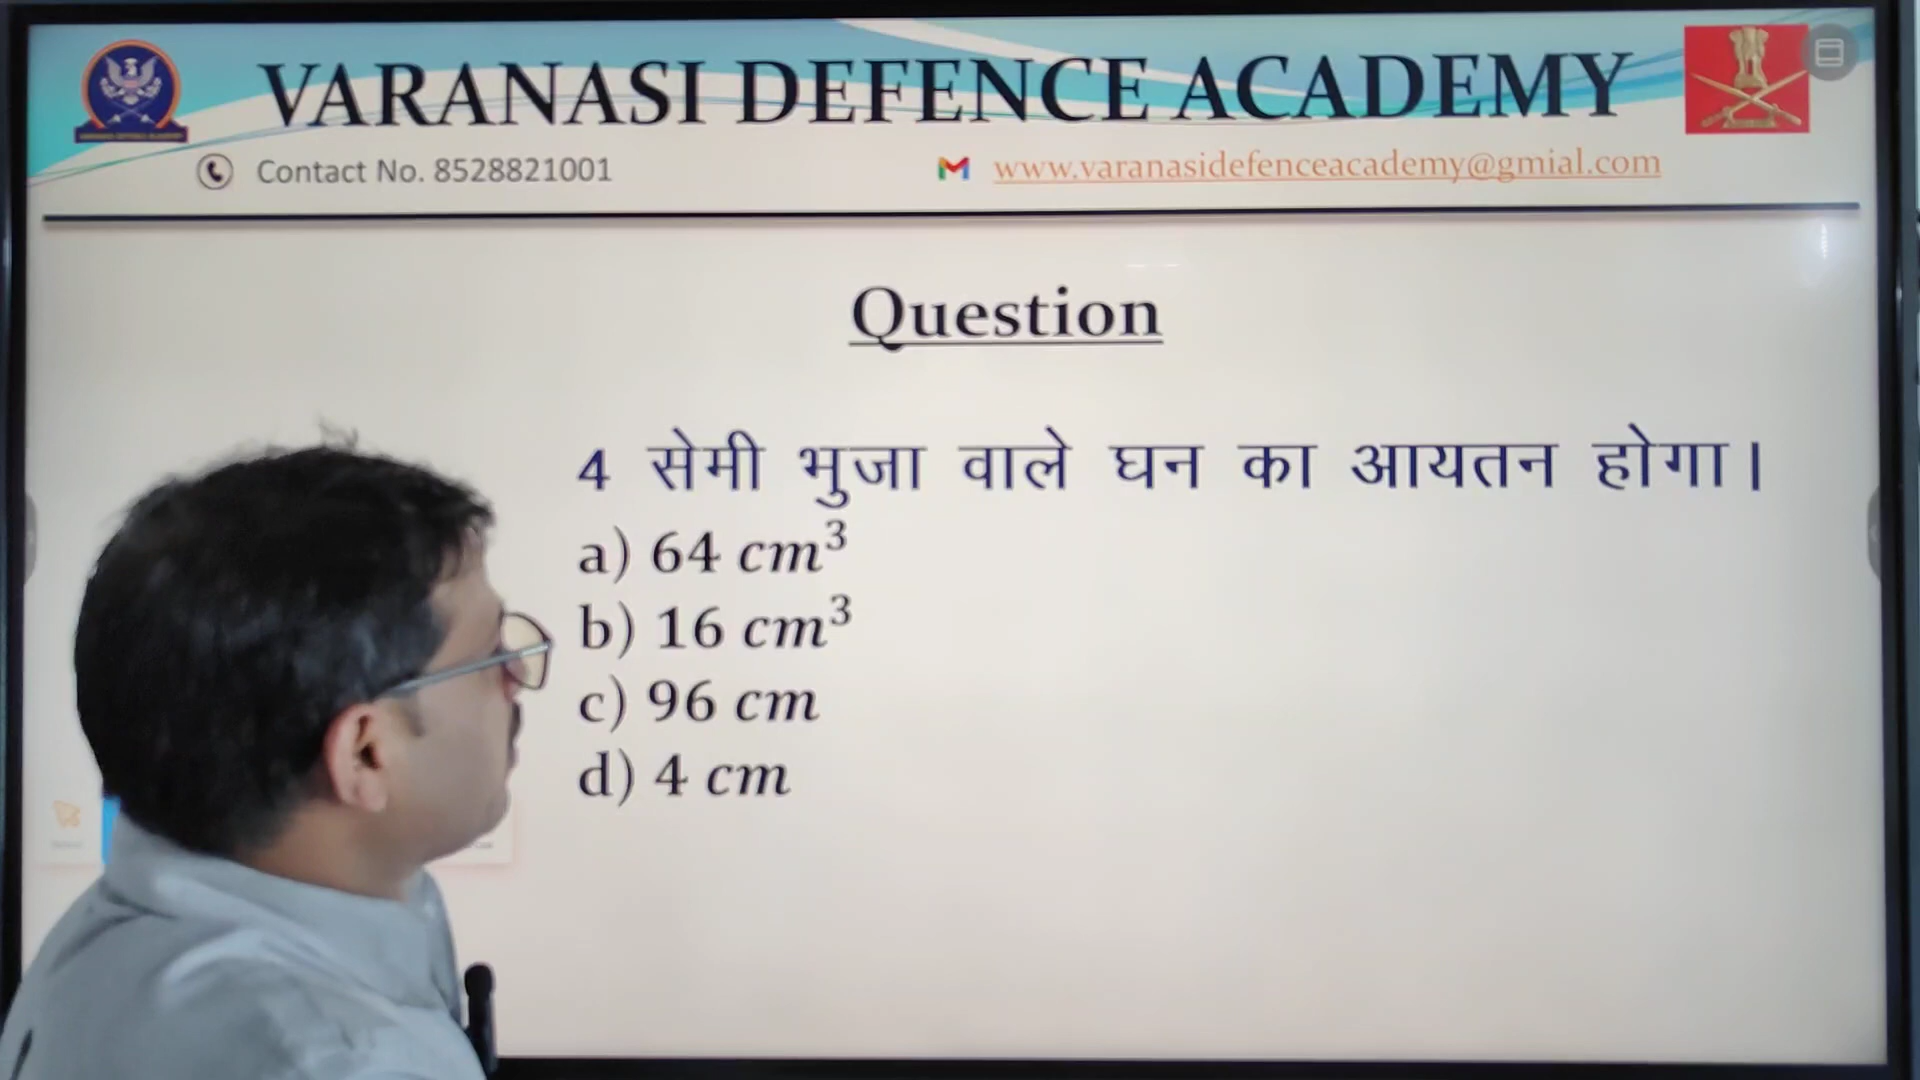 VARANASI DEFENCE ACADEMY
Contact No. 8528821001
www.varanasidefenceacademy@gmial.com
Question
4 सेमी भुजा वाले घन का आयतन होगा।
a) 64 cm³
b) 16 cm³
c) 96 cm
d) 4 cm